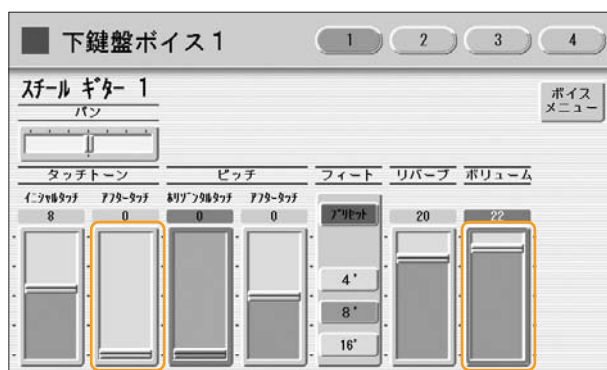 下鍵盤ボイス1
1 2 3 4
スチール ギター 1
ボイス
メニュー
パン
タッチトーン ピッチ フィート リバーブ ボリューム
イニシャルタッチ アフタータッチ ホリゾンタルタッチ アフタータッチ
8 0 0 0 プリセット 20 22
4'
8'
16'